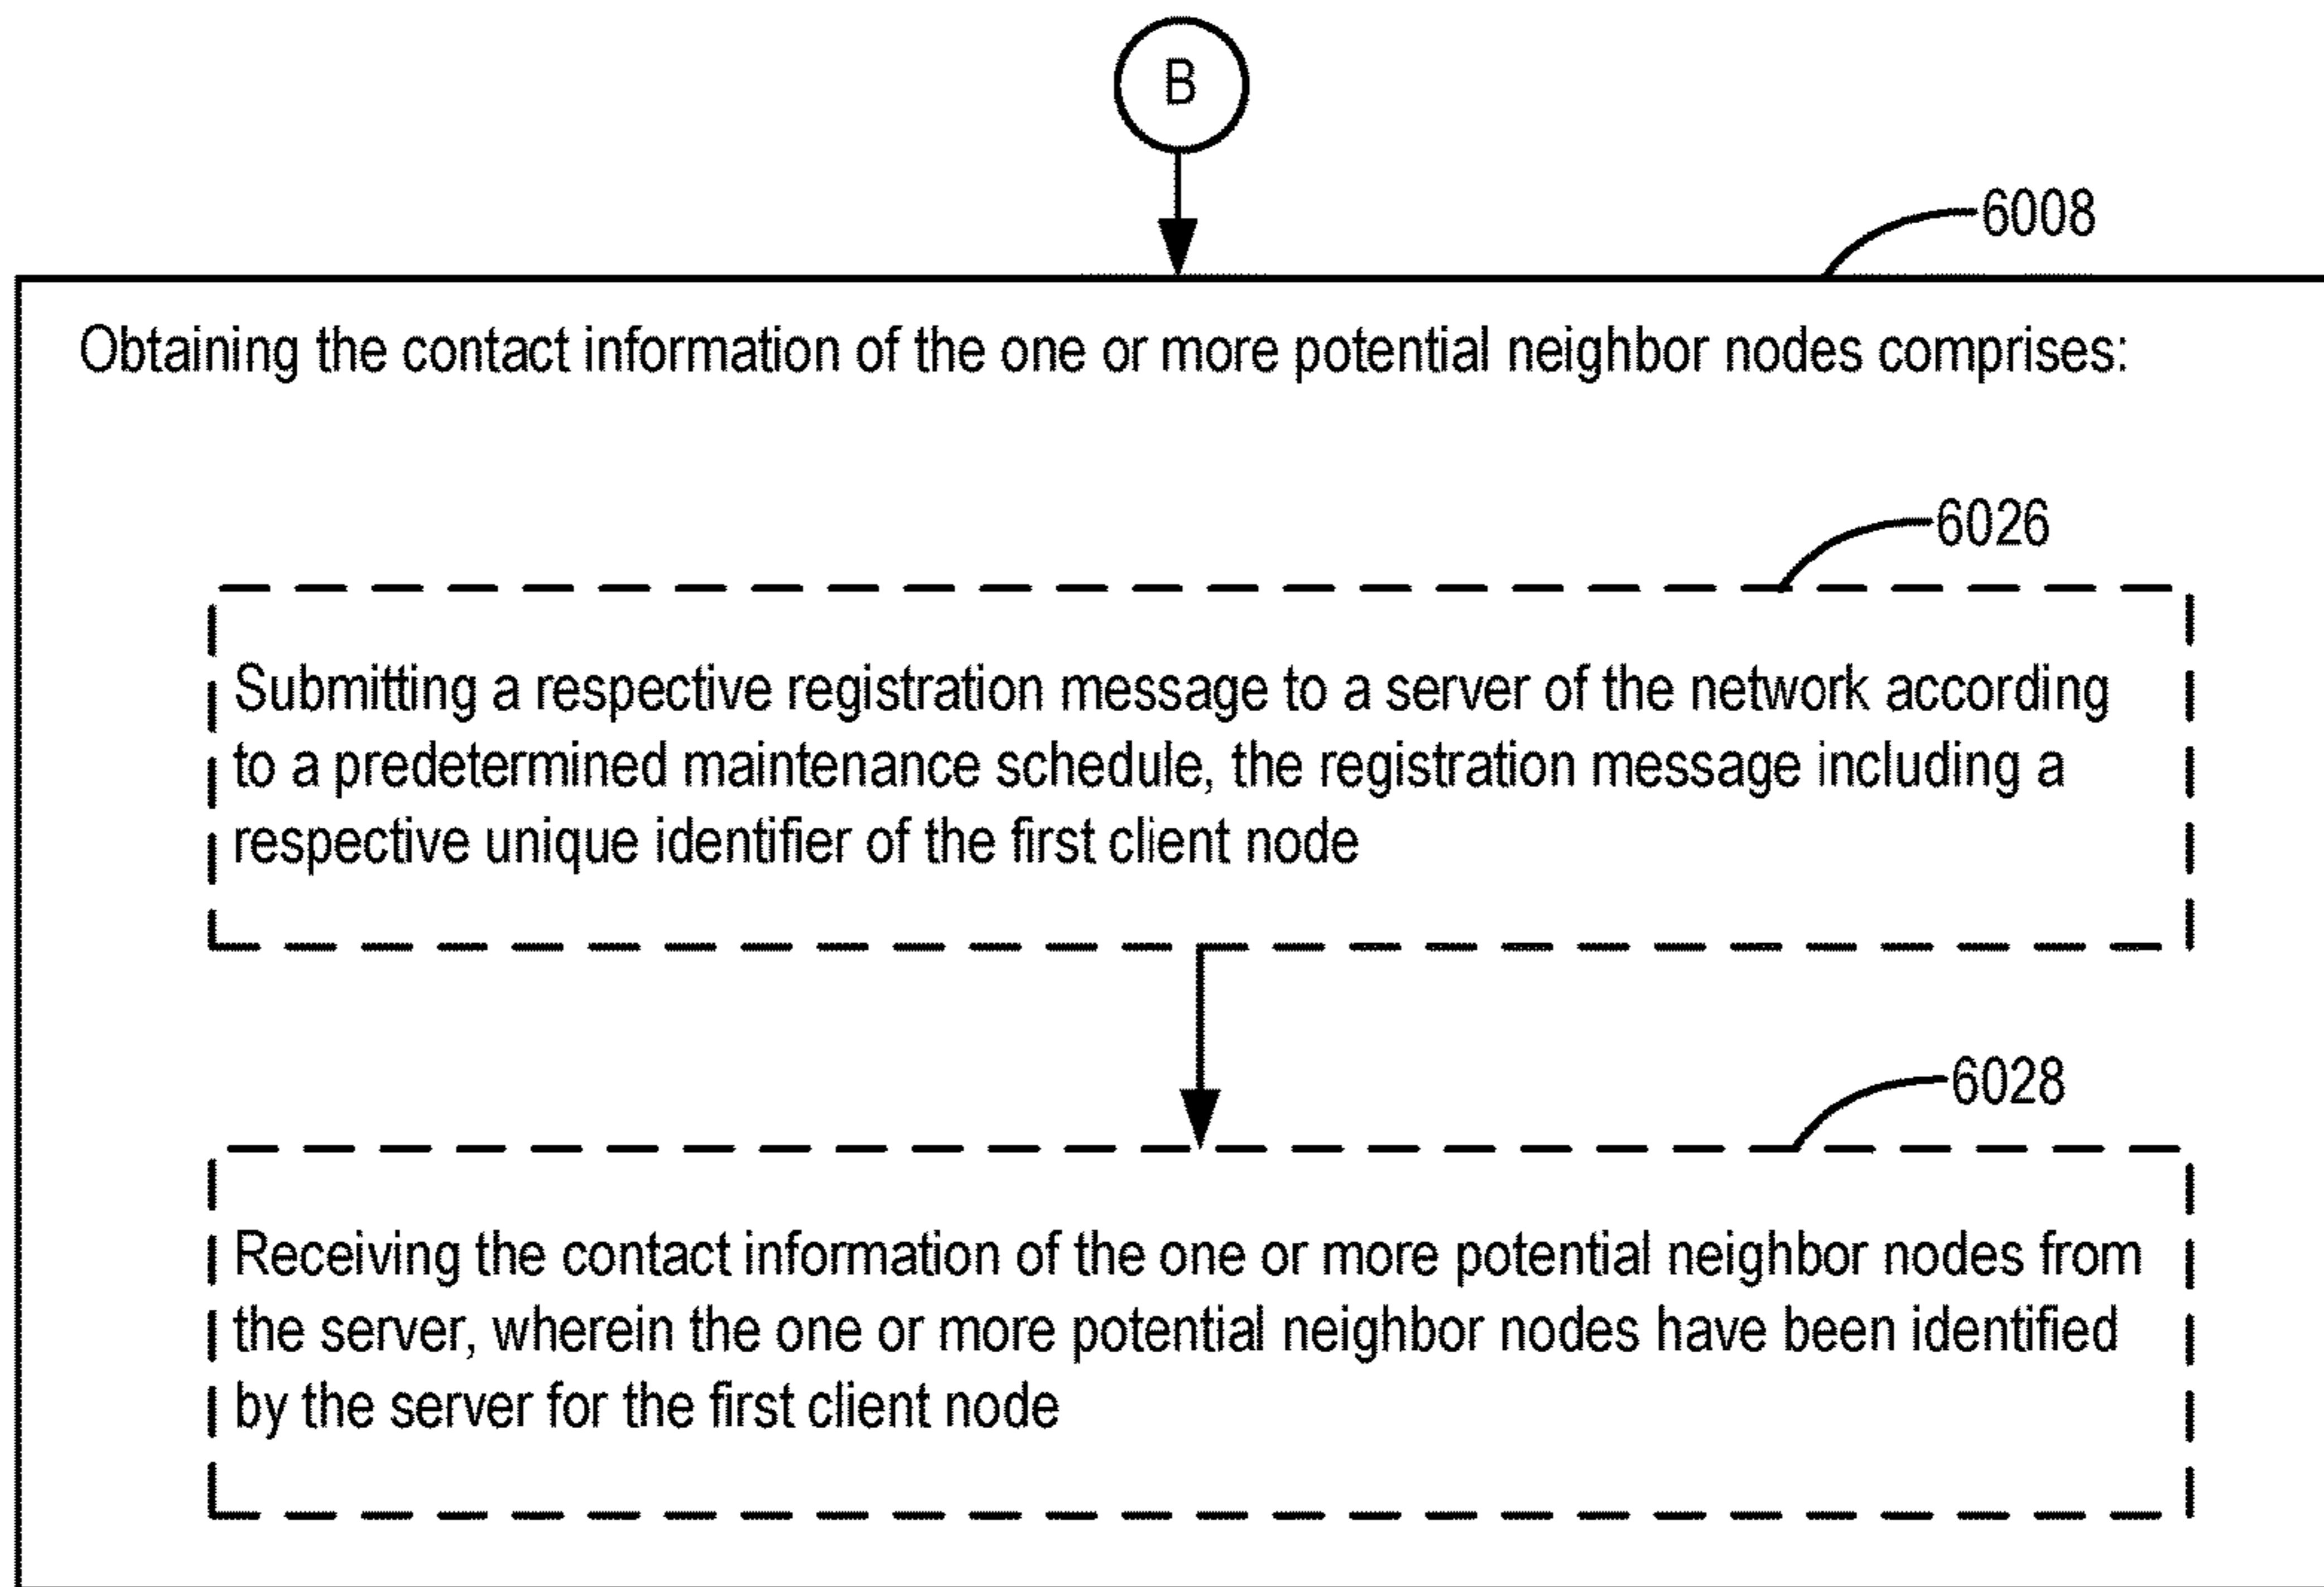 B
6008
Obtaining the contact information of the one or more potential neighbor nodes comprises:
6026
Submitting a respective registration message to a server of the network according
to a predetermined maintenance schedule, the registration message including a
respective unique identifier of the first client node
6028
Receiving the contact information of the one or more potential neighbor nodes from
the server, wherein the one or more potential neighbor nodes have been identified
by the server for the first client node